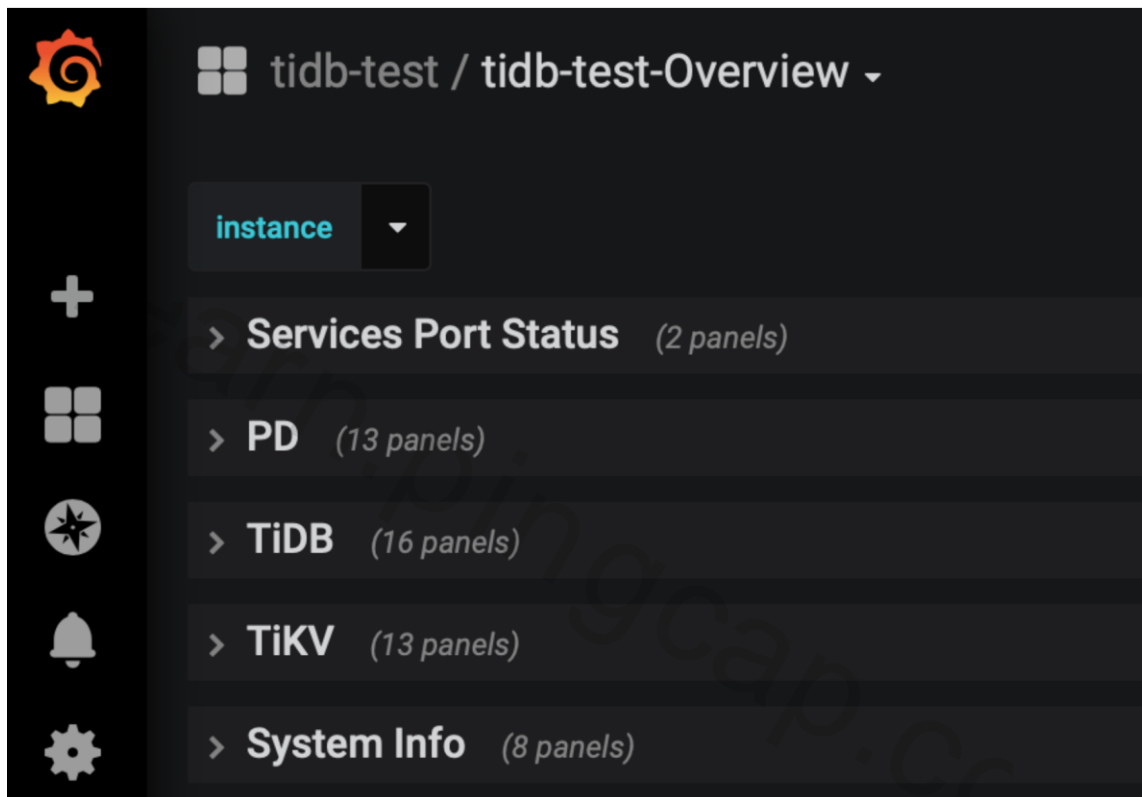 tidb-test / tidb-test-Overview
instance
Services Port Status (2 panels)
PD (13 panels)
TiDB (16 panels)
TiKV (13 panels)
System Info (8 panels)